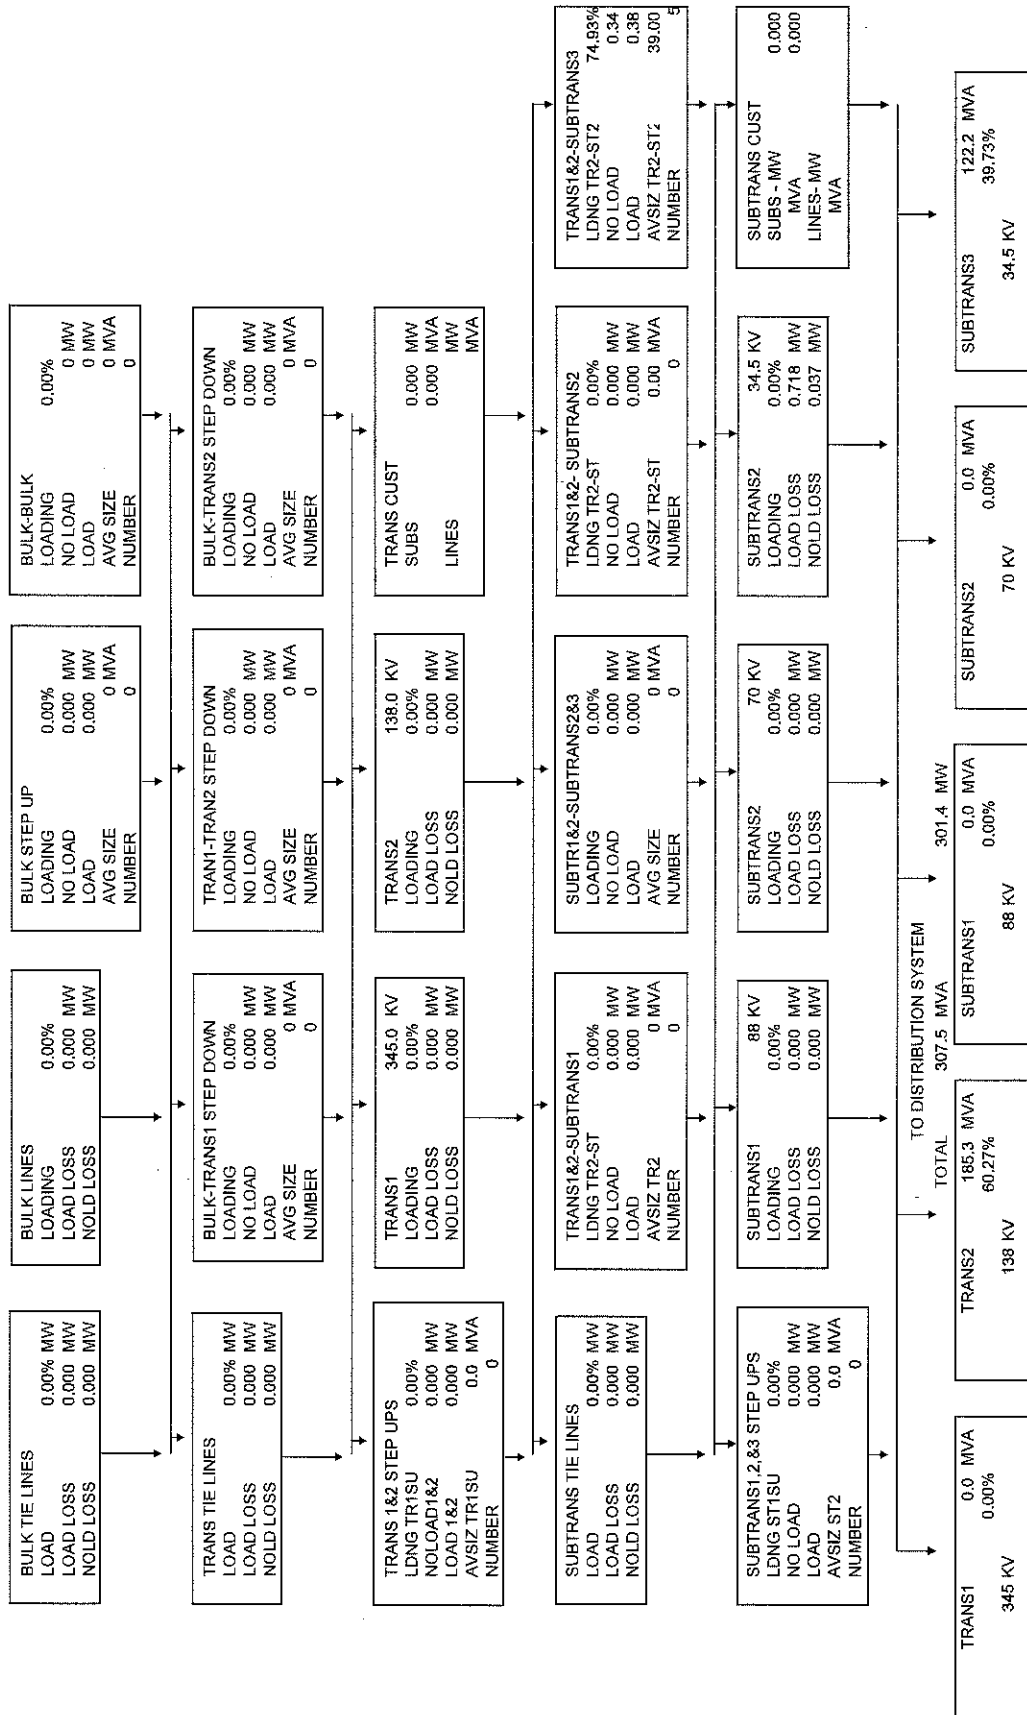 BULK TIE LINES
LOAD 0.00% MW
LOAD LOSS 0.000 MW
NOLD LOSS 0.000 MW
BULK LINES
LOADING 0.00%
LOAD LOSS 0.000 MW
NOLD LOSS 0.000 MW
BULK STEP UP
LOADING 0.00%
NO LOAD 0.000 MW
LOAD 0.000 MW
AVG SIZE 0 MVA
NUMBER 0
BULK-BULK
LOADING 0.00%
NO LOAD 0 MW
LOAD 0 MW
AVG SIZE 0 MVA
NUMBER 0
TRANS TIE LINES
LOAD 0.00% MW
LOAD LOSS 0.000 MW
NOLD LOSS 0.000 MW
BULK-TRANS1 STEP DOWN
LOADING 0.00%
NO LOAD 0.000 MW
LOAD 0.000 MW
AVG SIZE 0 MVA
NUMBER 0
TRAN1-TRAN2 STEP DOWN
LOADING 0.00%
NO LOAD 0.000 MW
LOAD 0.000 MW
AVG SIZE 0 MVA
NUMBER 0
BULK-TRANS2 STEP DOWN
LOADING 0.00%
NO LOAD 0.000 MW
LOAD 0.000 MW
AVG SIZE 0 MVA
NUMBER 0
TRANS 1&2 STEP UPS
LDNG TR1SU 0.00%
NOLOAD1&2 0.000 MW
LOAD 1&2 0.000 MW
AVSIZ TR1SU 0.0 MVA
NUMBER 0
TRANS1 345.0 KV
LOADING 0.00%
LOAD LOSS 0.000 MW
NOLD LOSS 0.000 MW
TRANS2 138.0 KV
LOADING 0.00%
LOAD LOSS 0.000 MW
NOLD LOSS 0.000 MW
TRANS CUST
SUBS 0.000 MW
0.000 MVA
LINES MW
MVA
SUBTRANS TIE LINES
LOAD 0.00% MW
LOAD LOSS 0.000 MW
NOLD LOSS 0.000 MW
TRANS1&2-SUBTRANS1
LDNG TR2-ST 0.00%
NO LOAD 0.000 MW
LOAD 0.000 MW
AVSIZ TR2 0 MVA
NUMBER 0
SUBTR1&2-SUBTRANS2&3
LOADING 0.00%
NO LOAD 0.000 MW
LOAD 0.000 MW
AVG SIZE 0 MVA
NUMBER 0
TRANS1&2- SUBTRANS2
LDNG TR2-ST 0.00%
NO LOAD 0.000 MW
LOAD 0.000 MW
AVSIZ TR2-ST 0.00 MVA
NUMBER 0
TRANS1&2-SUBTRANS3
LDNG TR2-ST2 74.93%
NO LOAD 0.34
LOAD 0.38
AVSIZ TR2-ST2 39.00
NUMBER 5
SUBTRANS1,2,&3 STEP UPS
LDNG ST1SU 0.00%
NO LOAD 0.000 MW
LOAD 0.000 MW
AVSIZ ST2 0.0 MVA
NUMBER 0
SUBTRANS1 88 KV
LOADING 0.00%
LOAD LOSS 0.000 MW
NOLD LOSS 0.000 MW
SUBTRANS2 70 KV
LOADING 0.00%
LOAD LOSS 0.000 MW
NOLD LOSS 0.000 MW
SUBTRANS2 34.5 KV
LOADING 0.00%
LOAD LOSS 0.718 MW
NOLD LOSS 0.037 MW
SUBTRANS CUST
SUBS - MW 0.000
MVA 0.000
LINES- MW
MVA
TO DISTRIBUTION SYSTEM
TOTAL 307.5 MVA 301.4 MW
TRANS1 0.0 MVA
0.00%
345 KV
TRANS2 185.3 MVA
60.27%
138 KV
SUBTRANS1 0.0 MVA
0.00%
88 KV
SUBTRANS2 0.0 MVA
0.00%
70 KV
SUBTRANS3 122.2 MVA
39.73%
34.5 KV